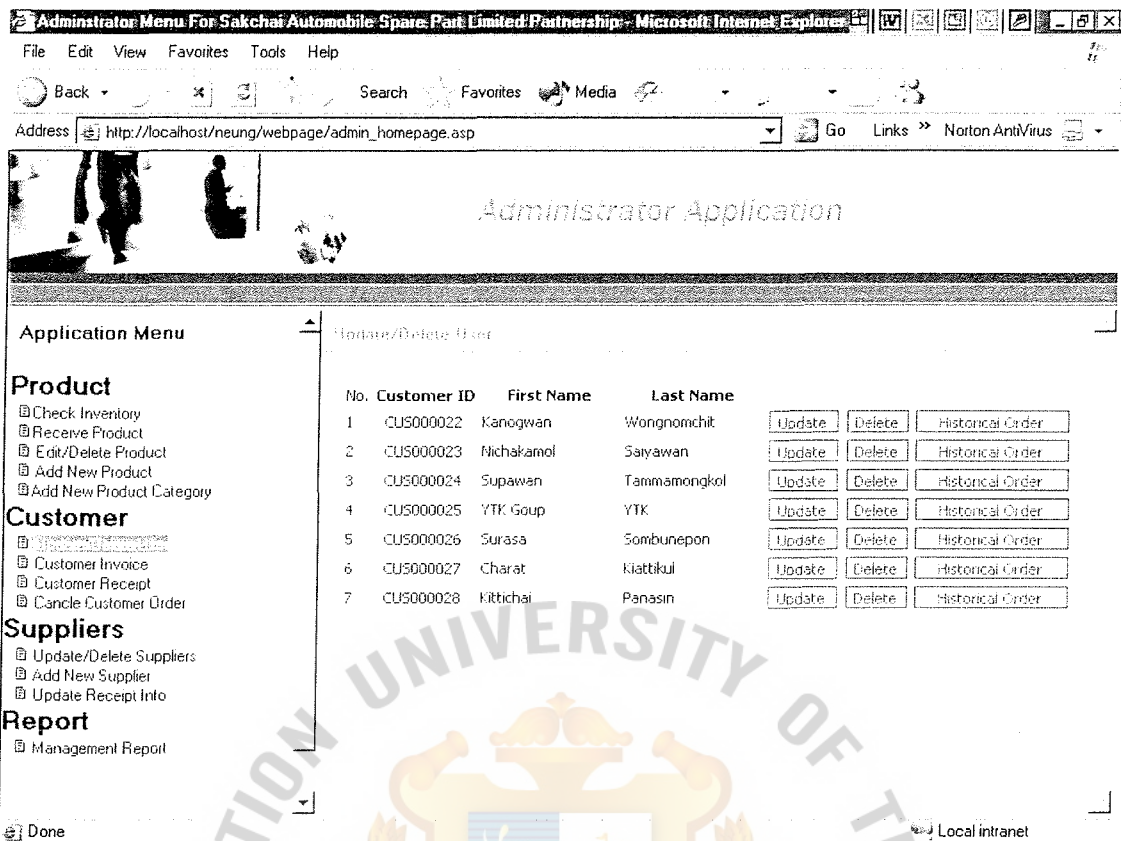 Adminstrator Menu For Sakchai Automobile Spare Part Limited Partnership - Microsoft Internet Explorer
File Edit View Favorites Tools Help
Back Search Favorites Media
Address http://localhost/neung/webpage/admin_homepage.asp Go Links » Norton AntiVirus
Administrator Application
Application Menu
Update/Delete User
Product
Check Inventory
Receive Product
Edit/Delete Product
Add New Product
Add New Product Category
Customer
Customer Invoice
Customer Receipt
Cancle Customer Order
Suppliers
Update/Delete Suppliers
Add New Supplier
Update Receipt Info
Report
Management Report
No. Customer ID First Name Last Name
1 CUS000022 Kanogwan Wongnomchit Update Delete Historical Order
2 CUS000023 Nichakamol Saiyawan Update Delete Historical Order
3 CUS000024 Supawan Tammamongkol Update Delete Historical Order
4 CUS000025 YTK Goup YTK Update Delete Historical Order
5 CUS000026 Surasa Sombunepon Update Delete Historical Order
6 CUS000027 Charat Kiattikul Update Delete Historical Order
7 CUS000028 Kittichai Panasin Update Delete Historical Order
UNIVERSITY OF
Done Local intranet